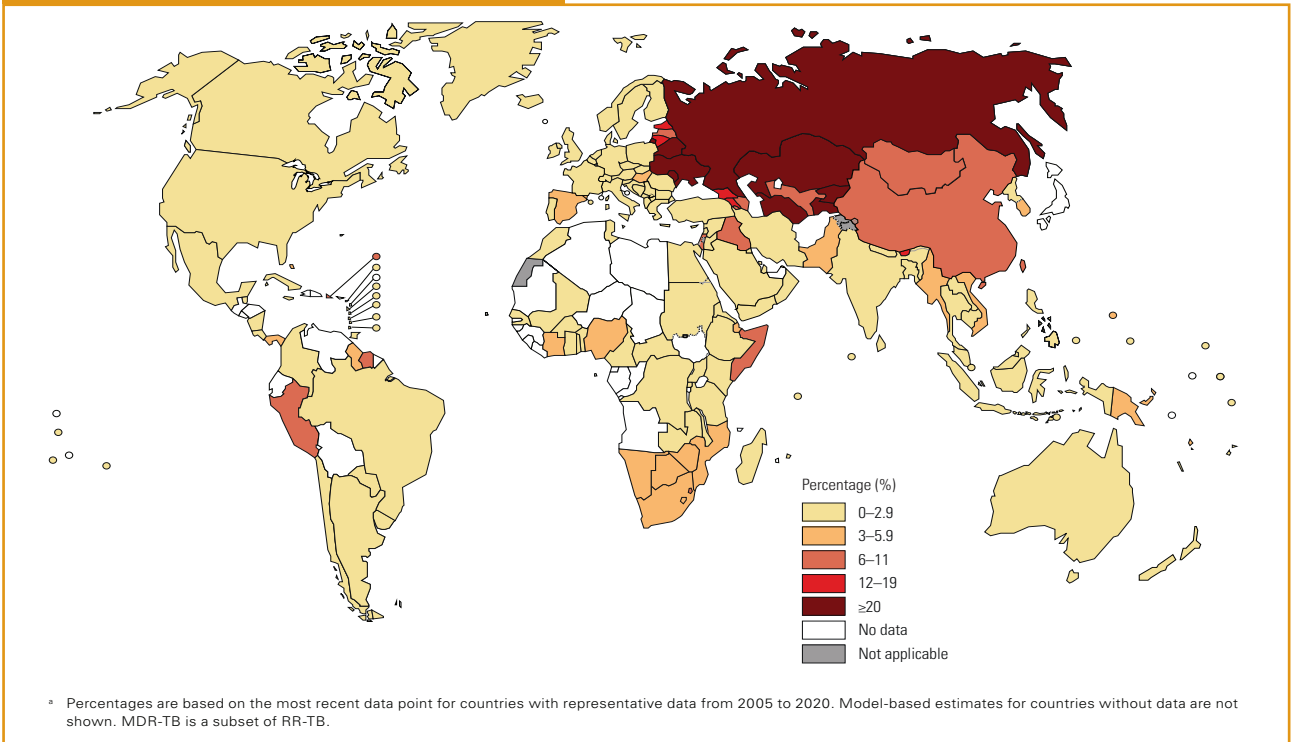 Percentage (%)
0–2.9
3–5.9
6–11
12–19
≥20
No data
Not applicable
ᵃ Percentages are based on the most recent data point for countries with representative data from 2005 to 2020. Model-based estimates for countries without data are not
shown. MDR-TB is a subset of RR-TB.